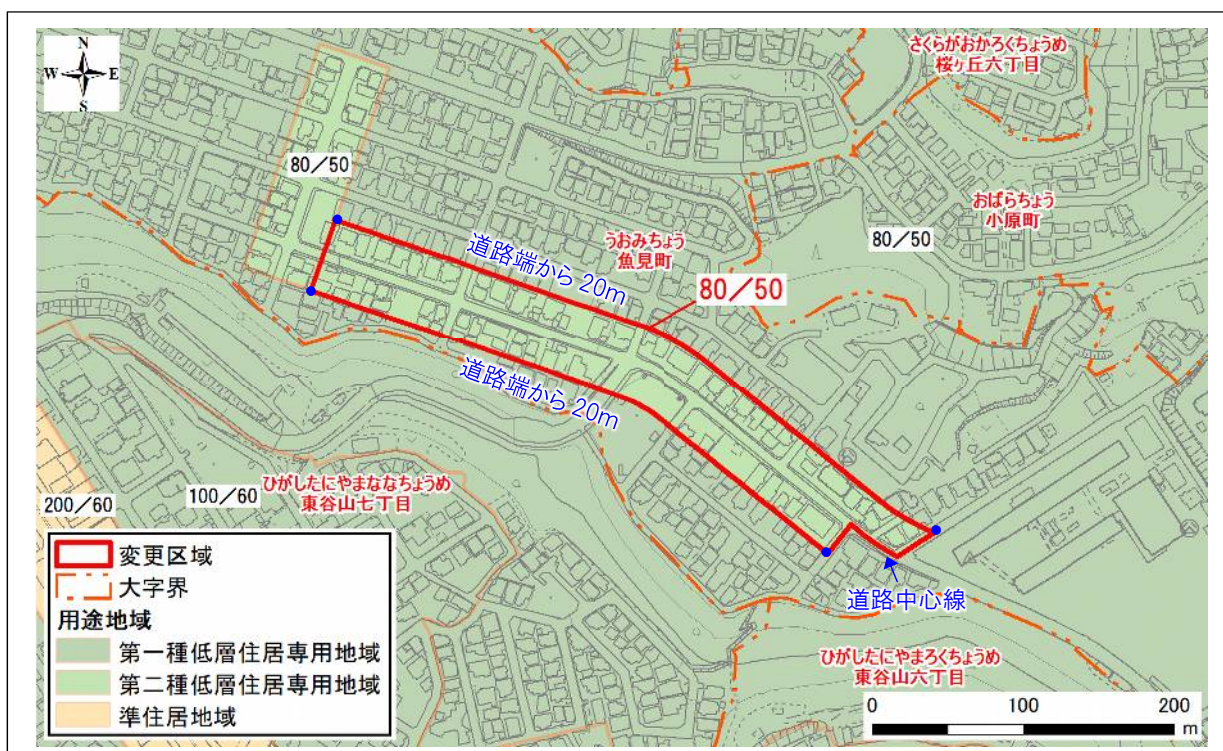 N
W E
S
さくらがおかろくちょうめ
桜ヶ丘六丁目
80/50
おばらちょう
小原町
80/50
うおみちょう
魚見町
道路端から 20m
80/50
道路端から 20m
ひがしたにやまななちょうめ
東谷山七丁目
100/60
200/60
道路中心線
ひがしたにやまろくちょうめ
東谷山六丁目
変更区域
大字界
用途地域
第一種低層住居専用地域
第二種低層住居専用地域
準住居地域
0 100 200
m